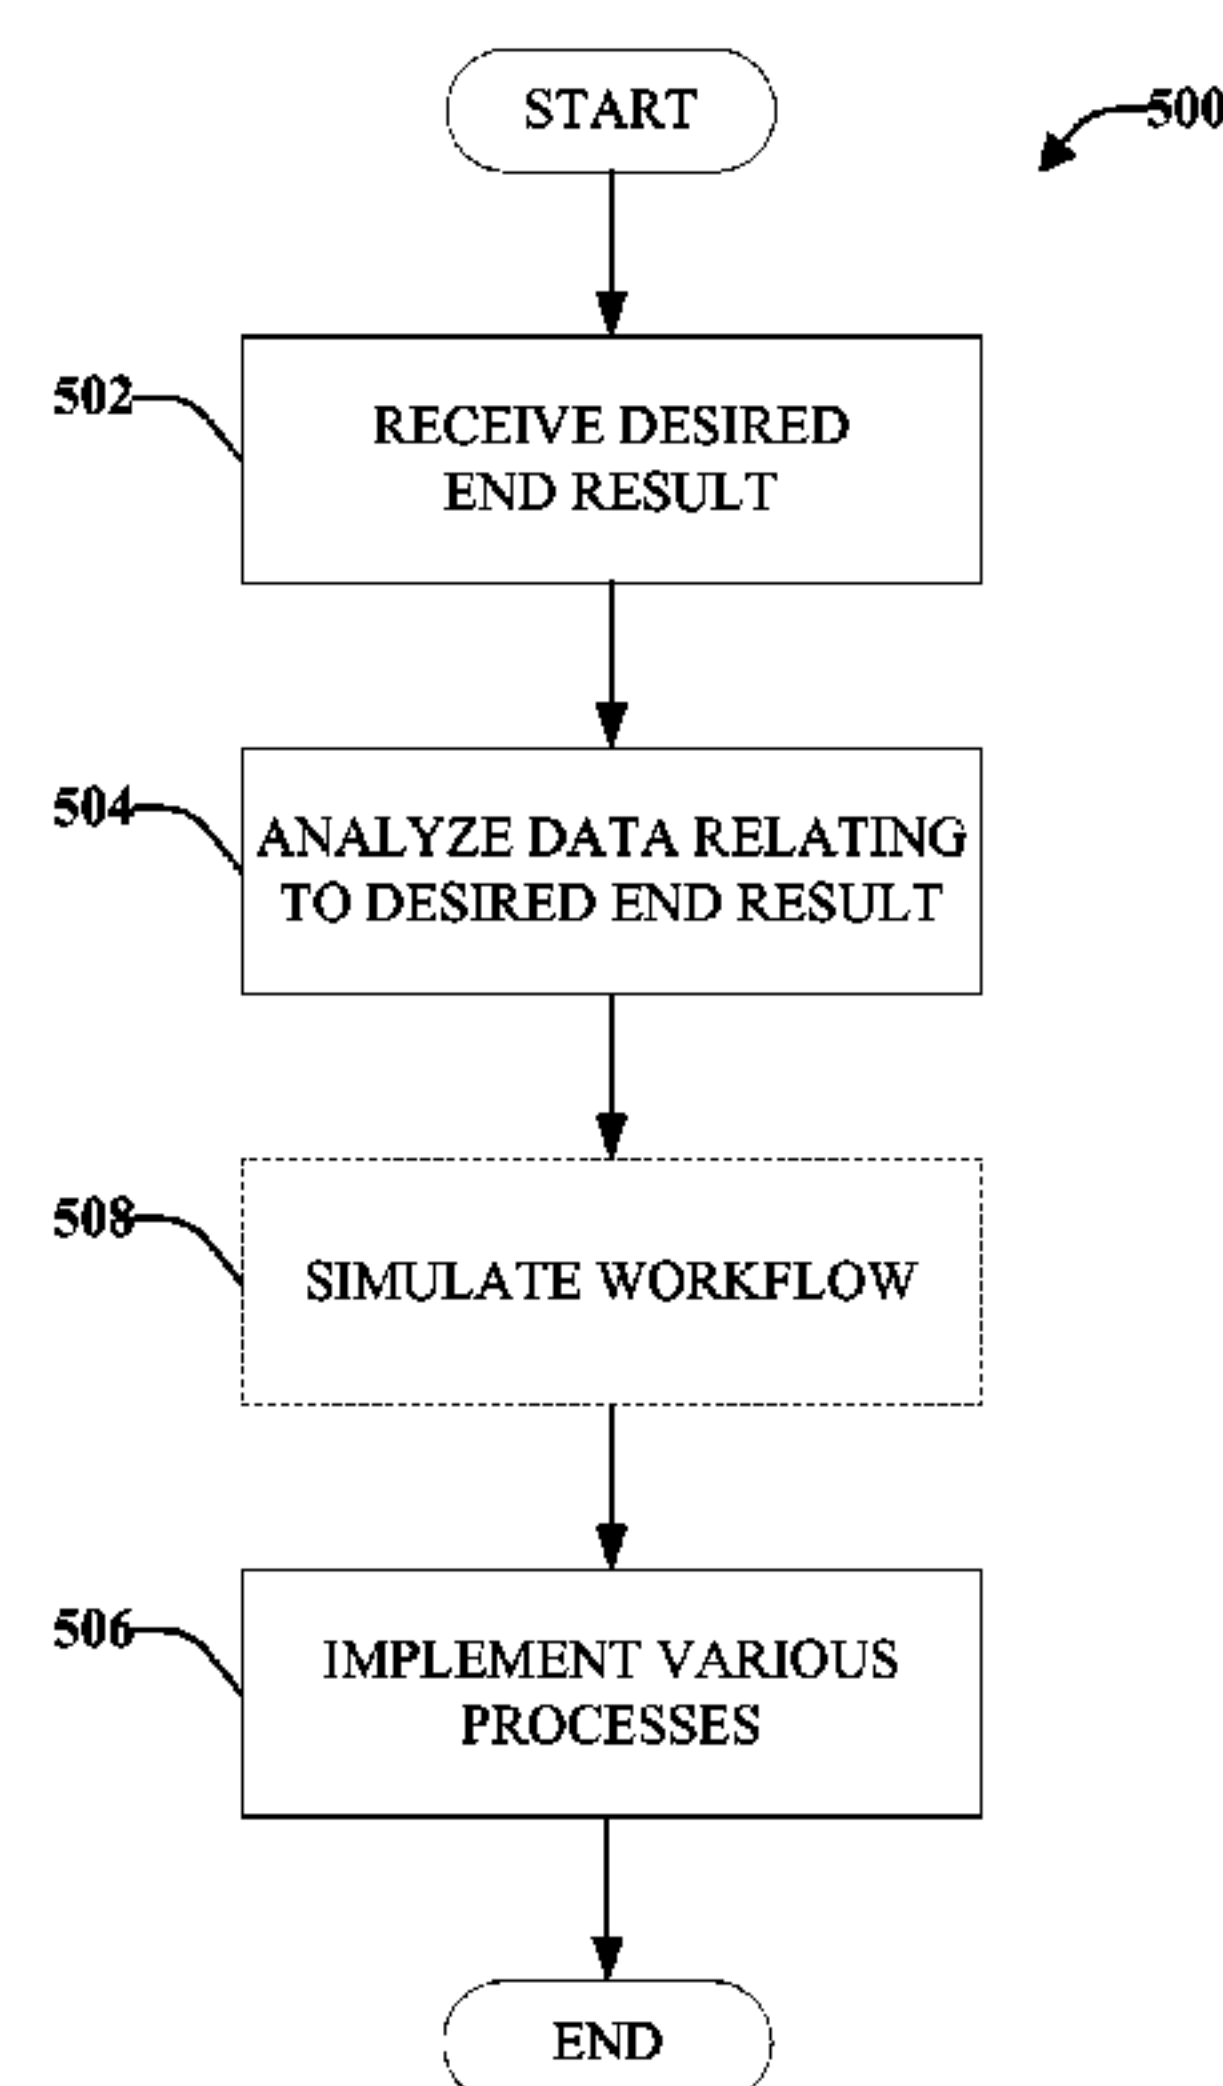 START
500
502
RECEIVE DESIRED
END RESULT
504
ANALYZE DATA RELATING
TO DESIRED END RESULT
508
SIMULATE WORKFLOW
506
IMPLEMENT VARIOUS
PROCESSES
END